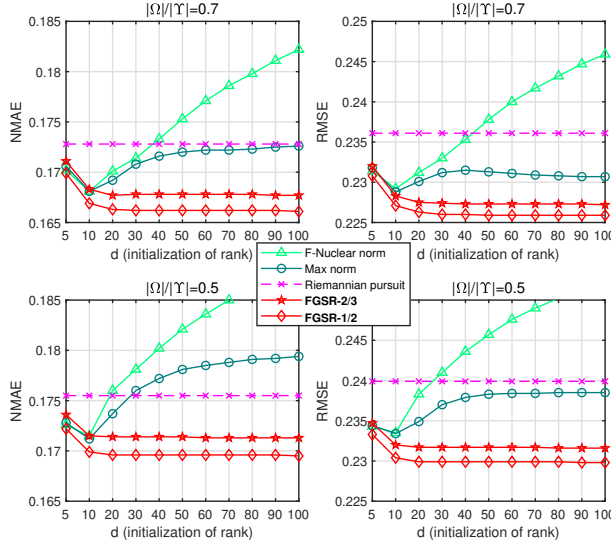 |Ω|/|Υ|=0.7
0.185
0.18
0.175
0.17
0.165
NMAE
5 10 20 30 40 50 60 70 80 90 100
d (initialization of rank)
|Ω|/|Υ|=0.7
0.25
0.245
0.24
0.235
0.23
0.225
RMSE
5 10 20 30 40 50 60 70 80 90 100
d (initialization of rank)
F-Nuclear norm
Max norm
Riemannian pursuit
FGSR-2/3
FGSR-1/2
|Ω|/|Υ|=0.5
0.185
0.18
0.175
0.17
0.165
NMAE
5 10 20 30 40 50 60 70 80 90 100
d (initialization of rank)
|Ω|/|Υ|=0.5
0.25
0.245
0.24
0.235
0.23
0.225
RMSE
5 10 20 30 40 50 60 70 80 90 100
d (initialization of rank)